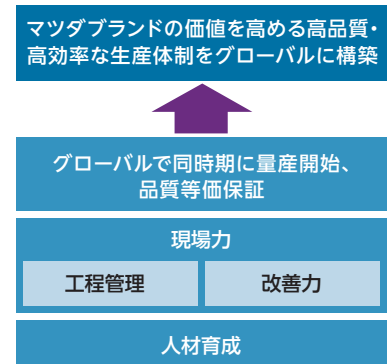 マツダブランドの価値を高める高品質・
高効率な生産体制をグローバルに構築
グローバルで同時期に量産開始、
品質等価保証
現場力
工程管理
改善力
人材育成